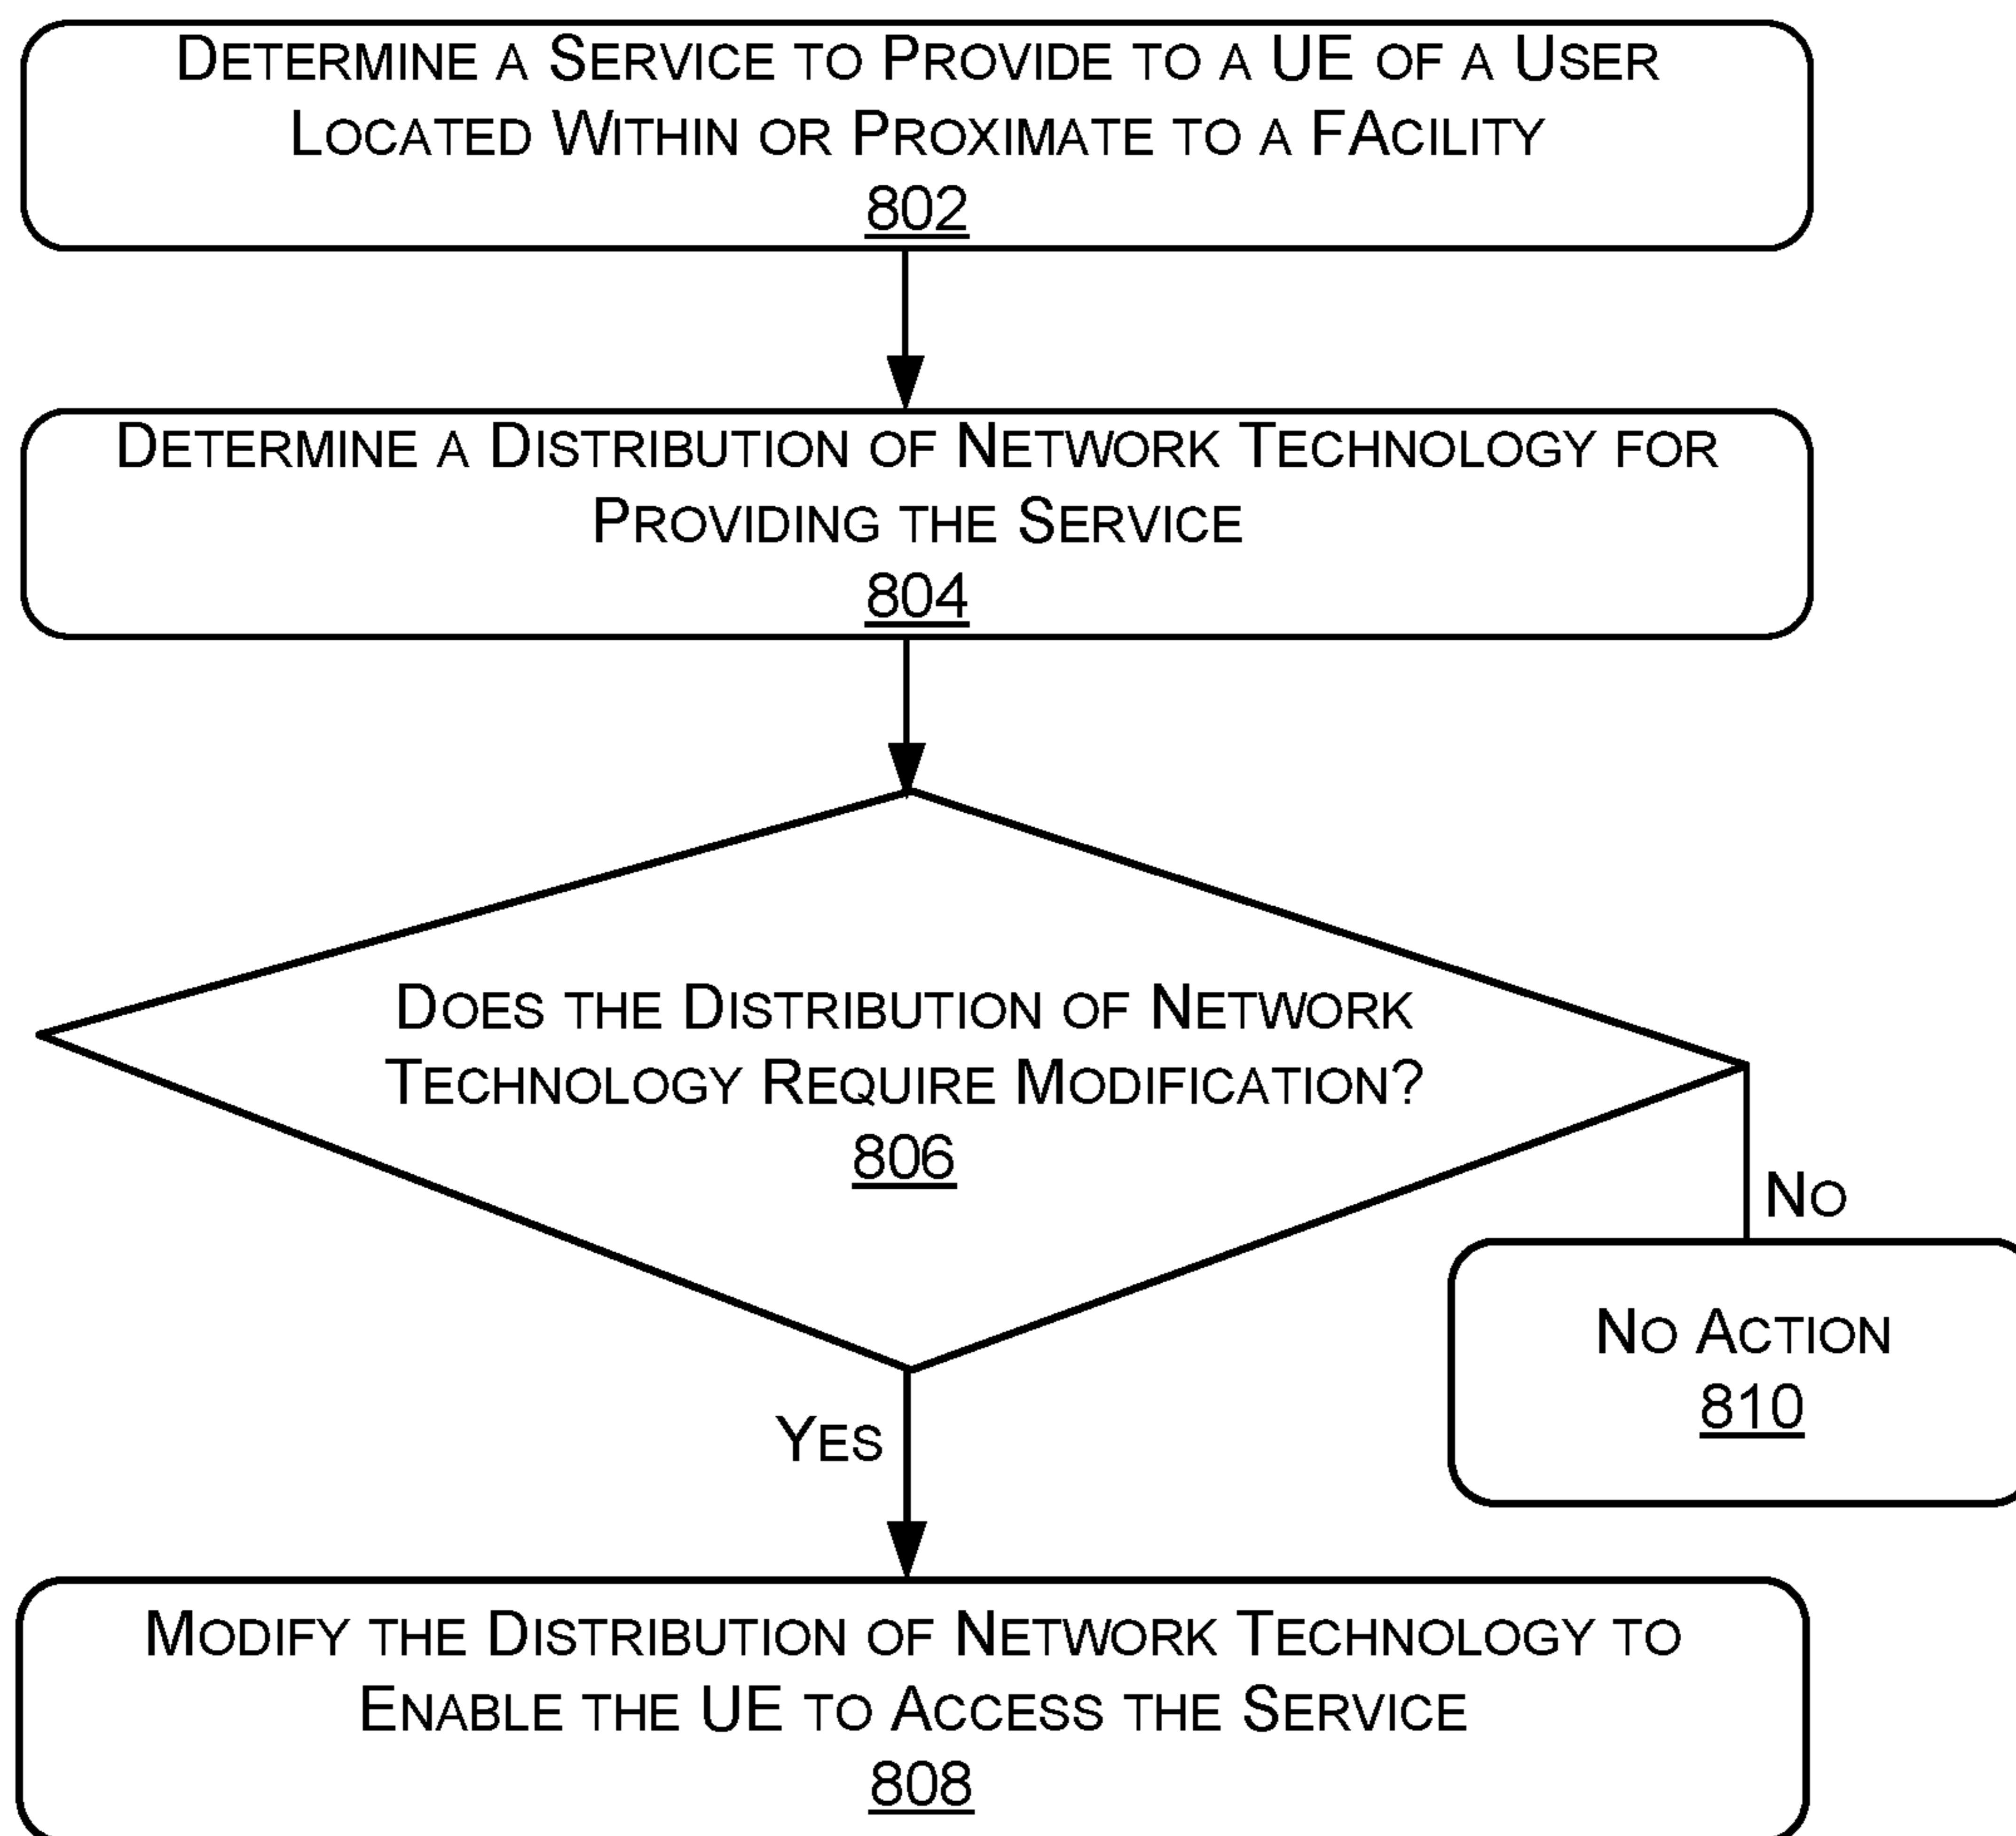 DETERMINE A SERVICE TO PROVIDE TO A UE OF A USER
LOCATED WITHIN OR PROXIMATE TO A FACILITY
802
DETERMINE A DISTRIBUTION OF NETWORK TECHNOLOGY FOR
PROVIDING THE SERVICE
804
DOES THE DISTRIBUTION OF NETWORK
TECHNOLOGY REQUIRE MODIFICATION?
806
NO
NO ACTION
810
YES
MODIFY THE DISTRIBUTION OF NETWORK TECHNOLOGY TO
ENABLE THE UE TO ACCESS THE SERVICE
808